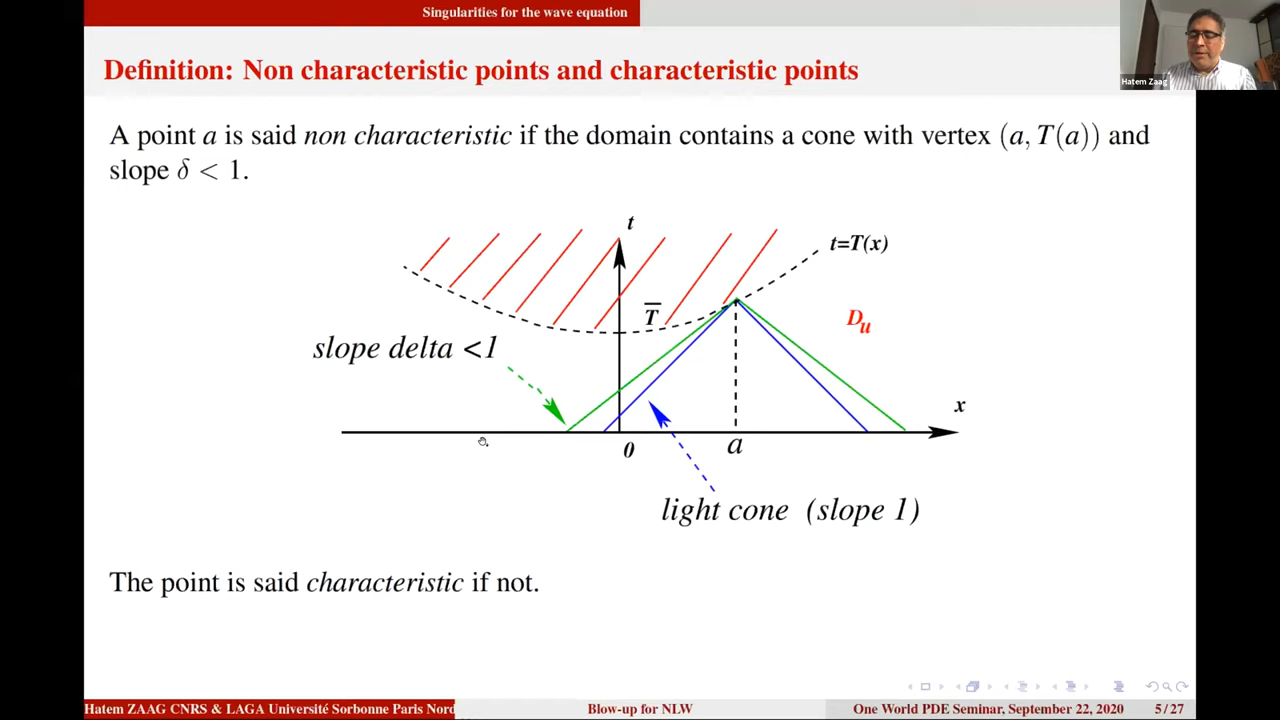 Singularities for the wave equation
Hatem Zaag
Definition: Non characteristic points and characteristic points
A point a is said non characteristic if the domain contains a cone with vertex (a, T(a)) and
slope δ < 1.
t
t=T(x)
T̅
D_u
slope delta <1
x
0
a
light cone (slope 1)
The point is said characteristic if not.
Hatem ZAAG CNRS & LAGA Université Sorbonne Paris Nord
Blow-up for NLW
One World PDE Seminar, September 22, 2020
5 / 27